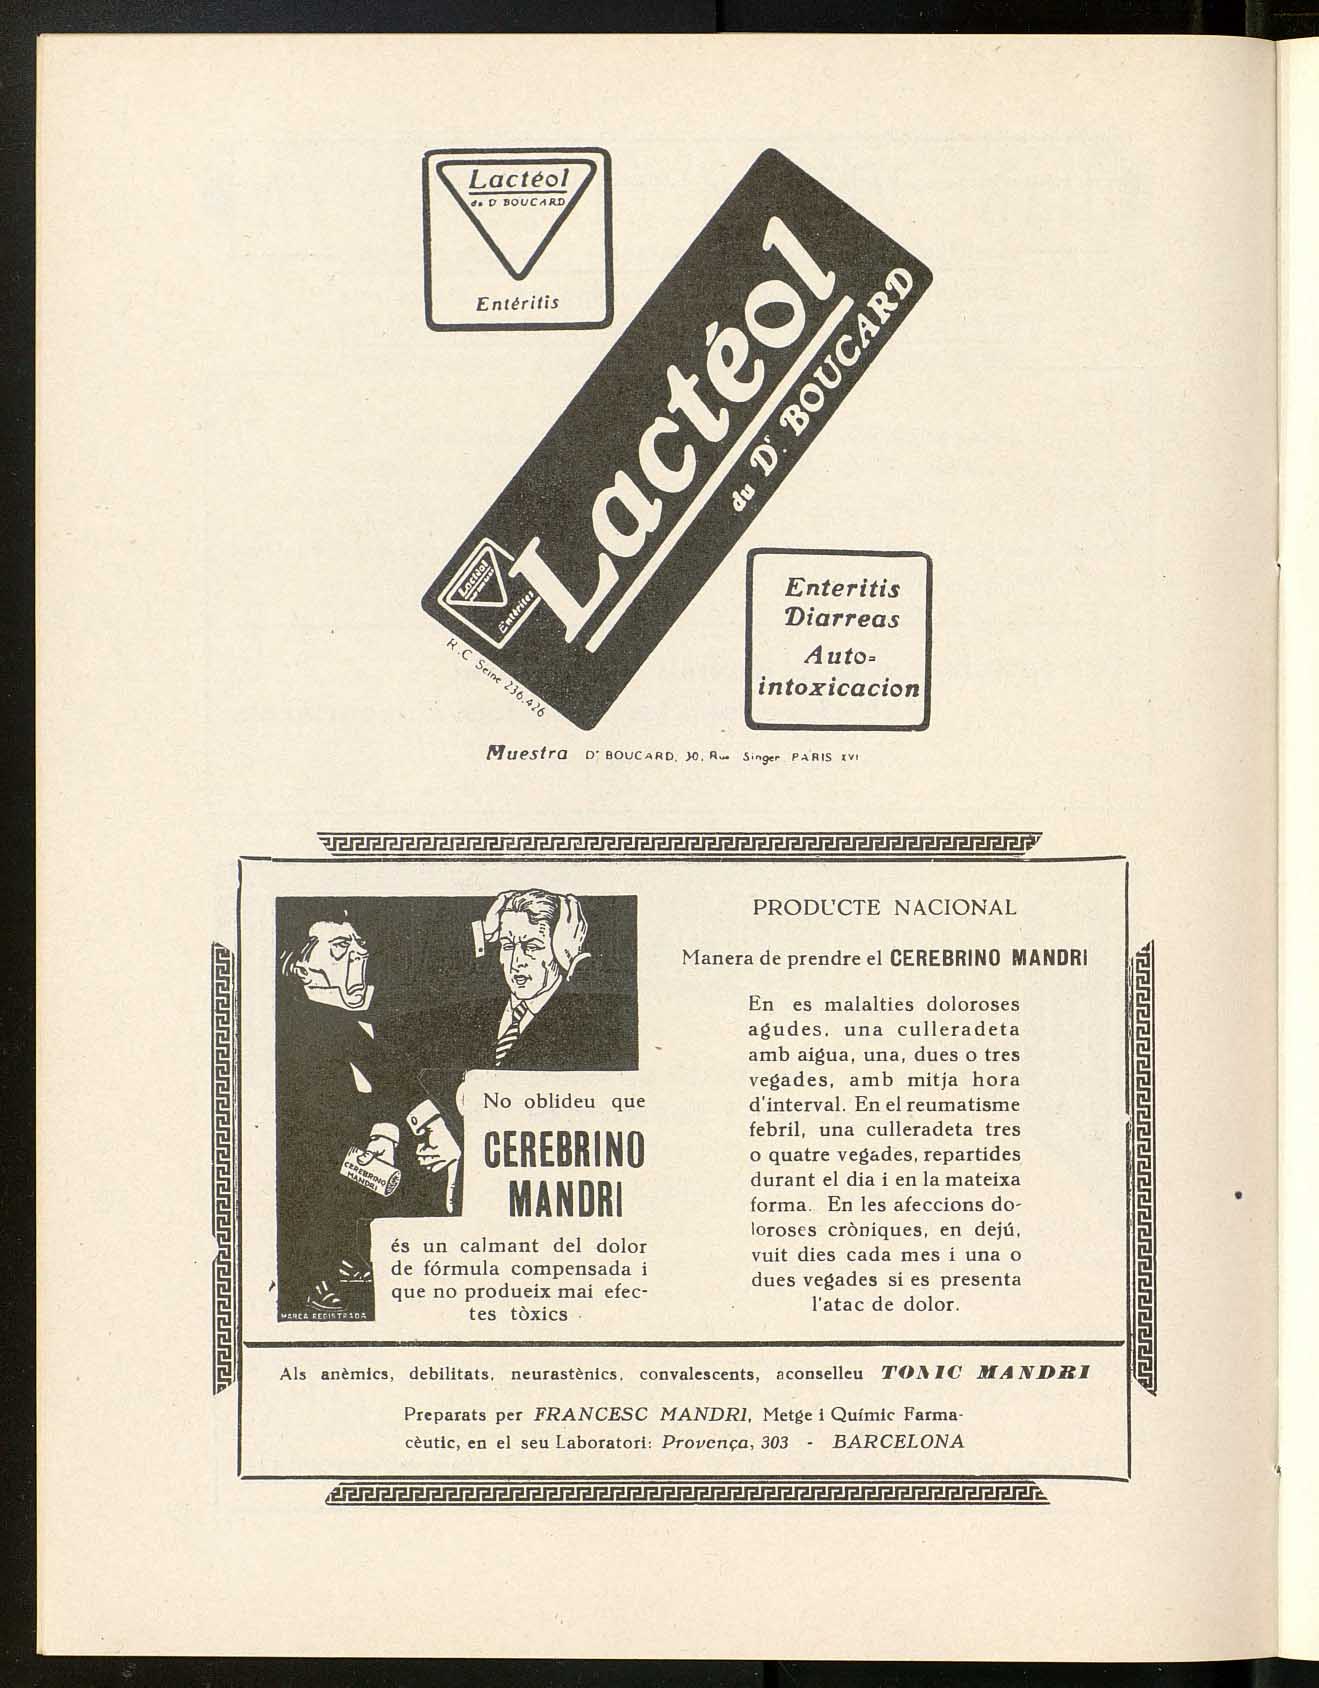 Lactéol
du Dr BOUCARD
Entéritis
Lactéol
du Dr. BOUCARD
Lactéol
Entérites
R.C Seine 236.426
Enteritis
Diarreas
Auto=
intoxicacion
Muestra Dr BOUCARD, 30, Rue Singer PARIS XVI
PRODUCTE NACIONAL
Manera de prendre el CEREBRINO MANDRI
En es malalties doloroses
agudes, una culleradeta
amb aigua, una, dues o tres
vegades, amb mitja hora
d'interval. En el reumatisme
febril, una culleradeta tres
o quatre vegades, repartides
durant el dia i en la mateixa
forma. En les afeccions do-
loroses cròniques, en dejú,
vuit dies cada mes i una o
dues vegades si es presenta
l'atac de dolor.
CEREBRINO
MANDRI
No oblideu que
CEREBRINO
MANDRI
és un calmant del dolor
de fórmula compensada i
que no produeix mai efec-
tes tòxics
MARCA REGISTRADA
Als anèmics, debilitats, neurastènics, convalescents, aconselleu TONIC MANDRI
Preparats per FRANCESC MANDRI, Metge i Químic Farma-
cèutic, en el seu Laboratori: Provença, 303 - BARCELONA